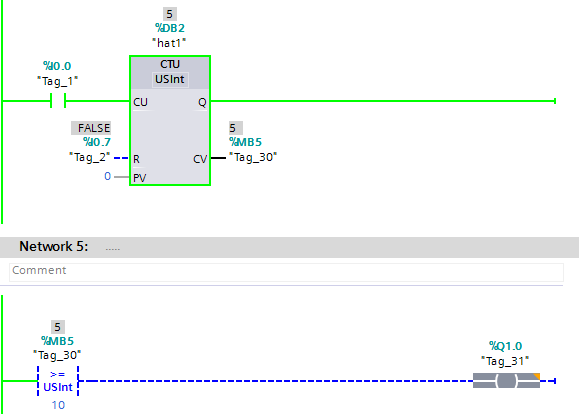 5
%DB2
"hat1"
%I0.0
"Tag_1"
CTU
USInt
CU Q
FALSE
%I0.7
"Tag_2"
R
5
%MB5
CV "Tag_30"
0 PV
Network 5: .....
Comment
5
%MB5
"Tag_30"
>=
USInt
10
%Q1.0
"Tag_31"